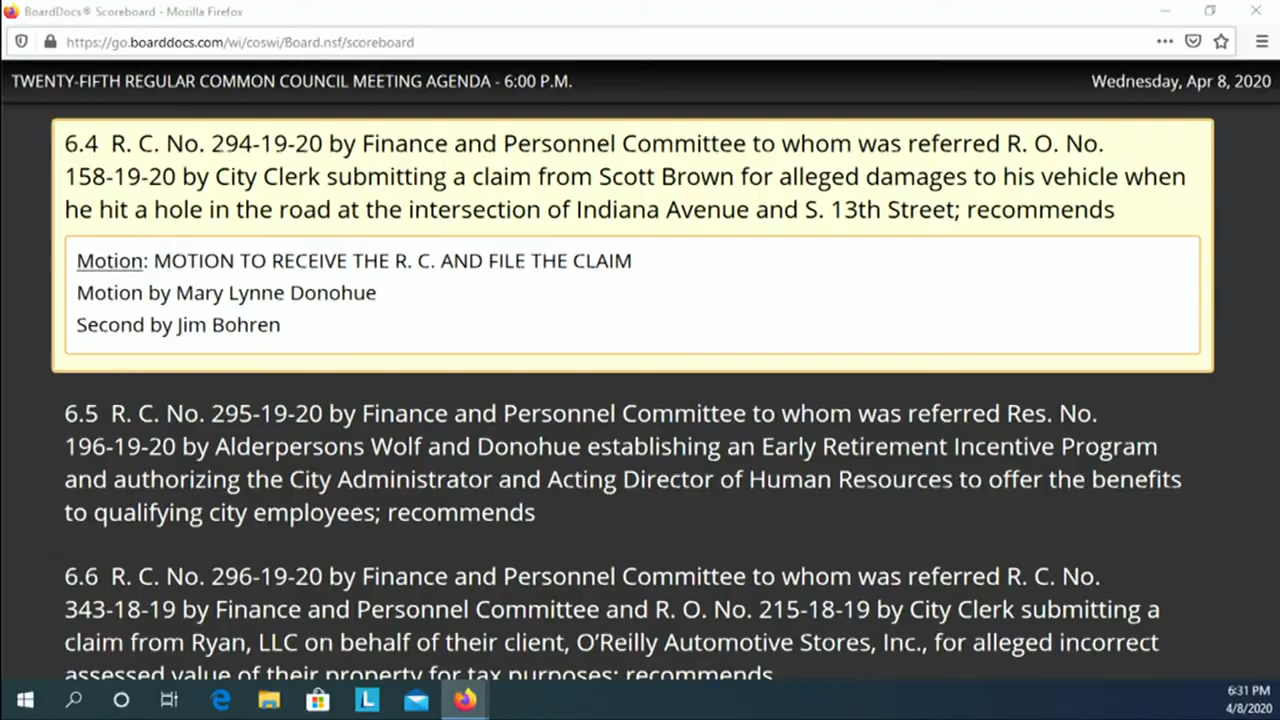 BoardDocs® Scoreboard - Mozilla Firefox
https://go.boarddocs.com/wi/coswi/Board.nsf/scoreboard
TWENTY-FIFTH REGULAR COMMON COUNCIL MEETING AGENDA - 6:00 P.M. Wednesday, Apr 8, 2020
6.4 R. C. No. 294-19-20 by Finance and Personnel Committee to whom was referred R. O. No.
158-19-20 by City Clerk submitting a claim from Scott Brown for alleged damages to his vehicle when
he hit a hole in the road at the intersection of Indiana Avenue and S. 13th Street; recommends
Motion: MOTION TO RECEIVE THE R. C. AND FILE THE CLAIM
Motion by Mary Lynne Donohue
Second by Jim Bohren
6.5 R. C. No. 295-19-20 by Finance and Personnel Committee to whom was referred Res. No.
196-19-20 by Alderpersons Wolf and Donohue establishing an Early Retirement Incentive Program
and authorizing the City Administrator and Acting Director of Human Resources to offer the benefits
to qualifying city employees; recommends
6.6 R. C. No. 296-19-20 by Finance and Personnel Committee to whom was referred R. C. No.
343-18-19 by Finance and Personnel Committee and R. O. No. 215-18-19 by City Clerk submitting a
claim from Ryan, LLC on behalf of their client, O’Reilly Automotive Stores, Inc., for alleged incorrect
assessed value of their property for tax purposes; recommends
L
6:31 PM
4/8/2020